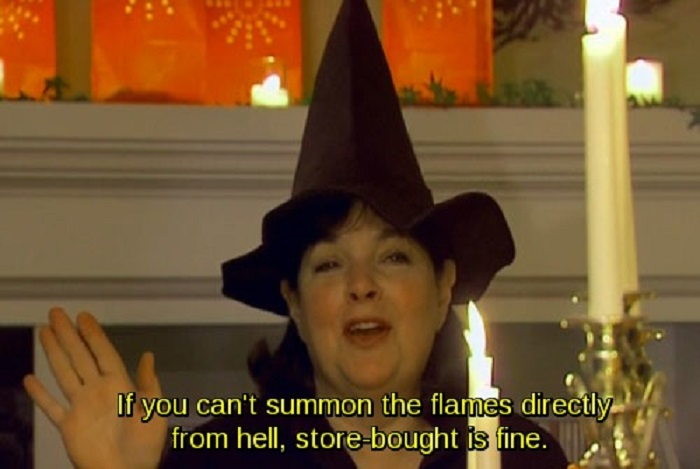 If you can't summon the flames directly
from hell, store-bought is fine.